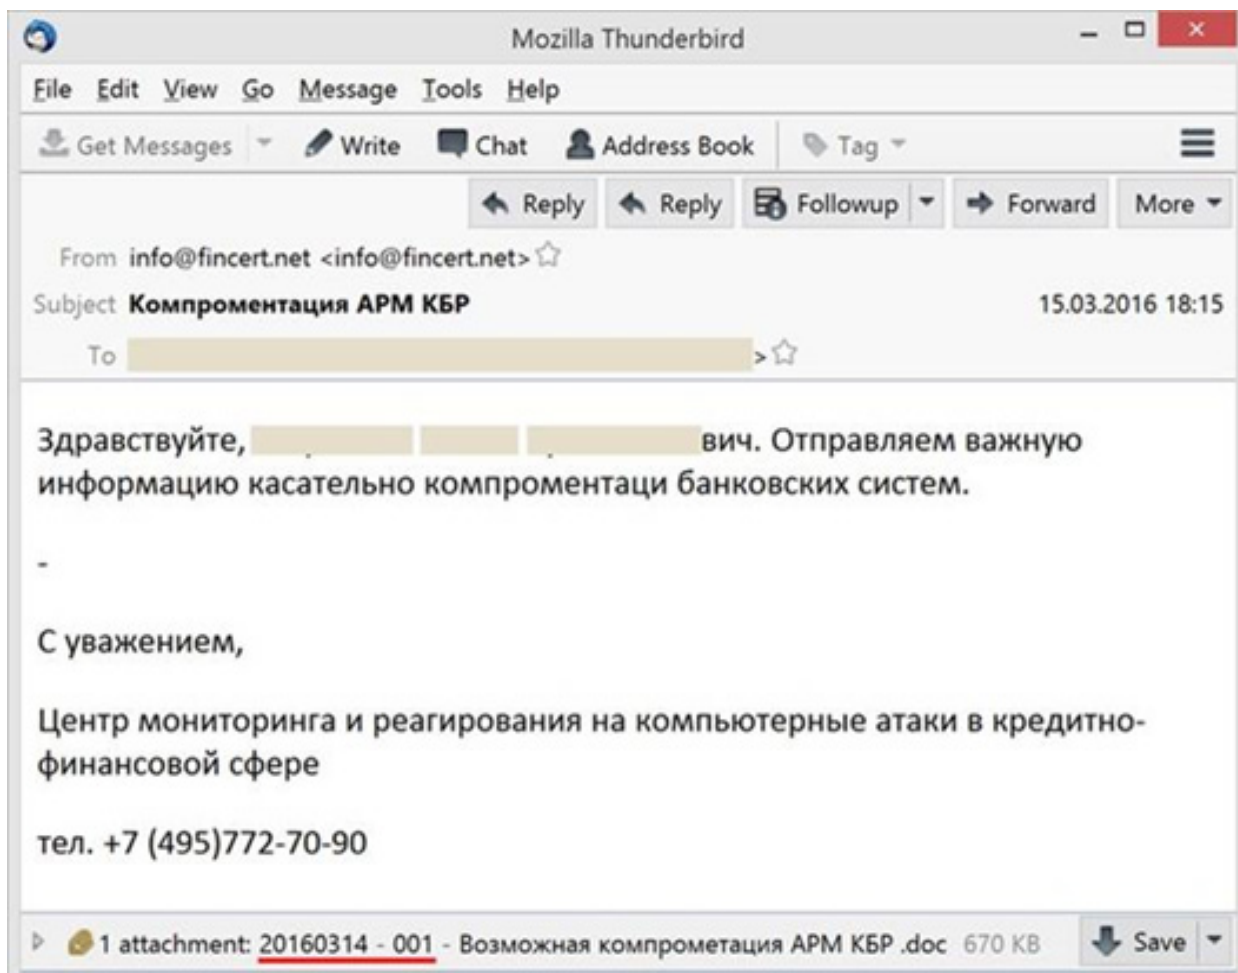 Mozilla Thunderbird
File Edit View Go Message Tools Help
Get Messages Write Chat Address Book Tag
Reply Reply Followup Forward More
From info@fincert.net <info@fincert.net>
Subject Компроментация АРМ КБР 15.03.2016 18:15
To >
Здравствуйте, вич. Отправляем важную
информацию касательно компроментаци банковских систем.
-
С уважением,
Центр мониторинга и реагирования на компьютерные атаки в кредитно-
финансовой сфере
тел. +7 (495)772-70-90
1 attachment: 20160314 - 001 - Возможная компрометация АРМ КБР .doc 670 KB Save